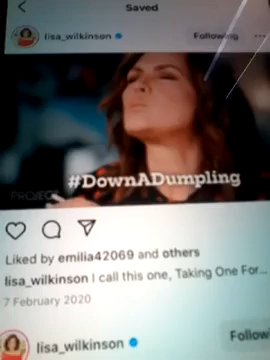 Saved
lisa_wilkinson
Following
PROJECT
#DownADumpling
Liked by emilia42069 and others
lisa_wilkinson I call this one, Taking One For...
7 February 2020
lisa_wilkinson
Follow